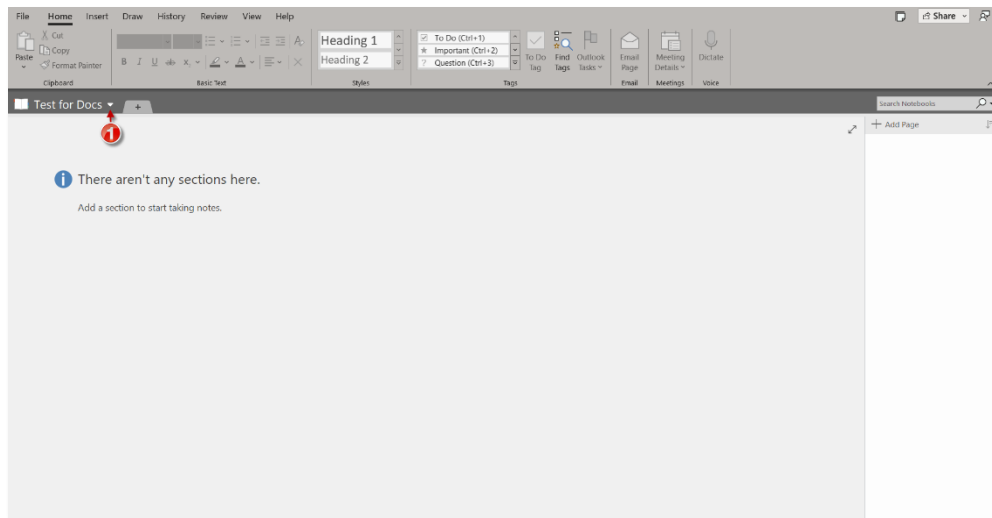 File Home Insert Draw History Review View Help
Share
Paste
Cut
Copy
Format Painter
Clipboard
B I U ab x
A
Basic Text
Heading 1
Heading 2
Styles
To Do (Ctrl+1)
Important (Ctrl+2)
? Question (Ctrl+3)
To Do Tag
Find Tags
Outlook Tasks
Tags
Email Page
Email
Meeting Details
Meetings
Dictate
Voice
Test for Docs
+
Search Notebooks
1
+ Add Page
i There aren't any sections here.
Add a section to start taking notes.